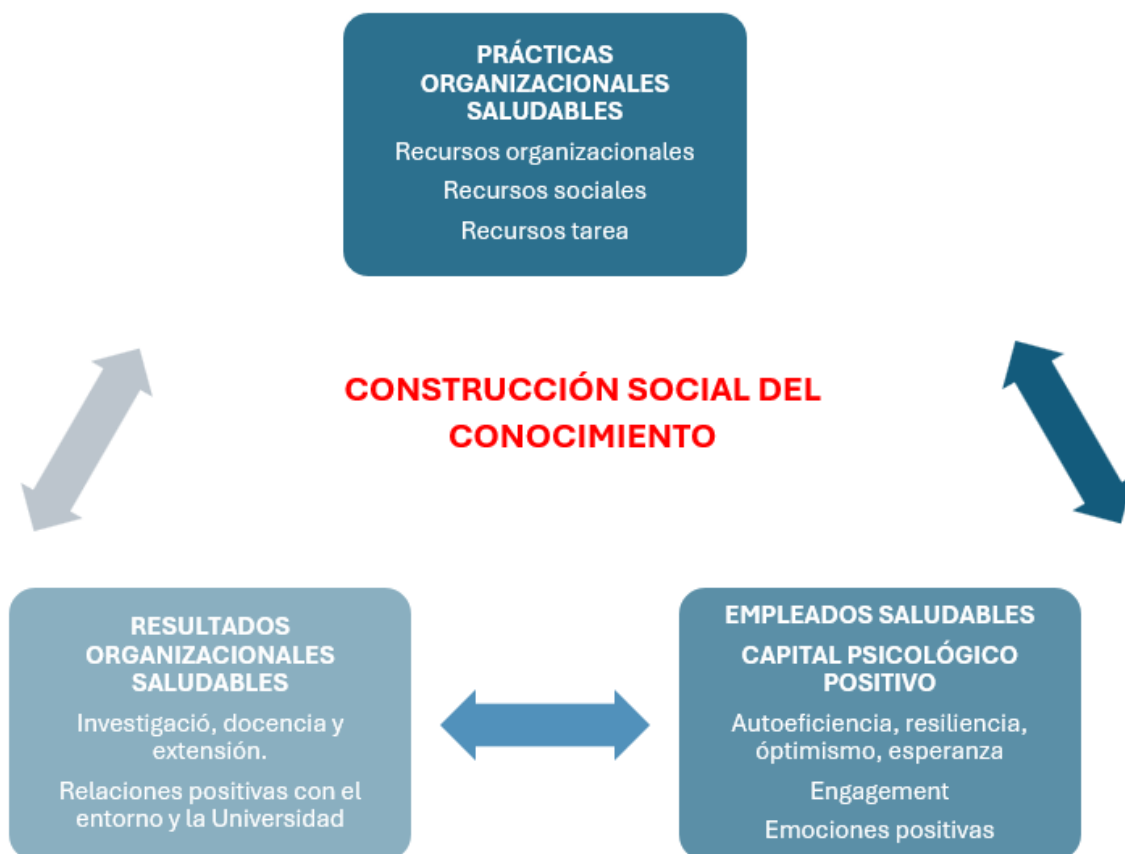 PRÁCTICAS
ORGANIZACIONALES
SALUDABLES
Recursos organizacionales
Recursos sociales
Recursos tarea
CONSTRUCCIÓN SOCIAL DEL
CONOCIMIENTO
RESULTADOS
ORGANIZACIONALES
SALUDABLES
Investigació, docencia y
extensión.
Relaciones positivas con el
entorno y la Universidad
EMPLEADOS SALUDABLES
CAPITAL PSICOLÓGICO
POSITIVO
Autoeficiencia, resiliencia,
óptimismo, esperanza
Engagement
Emociones positivas